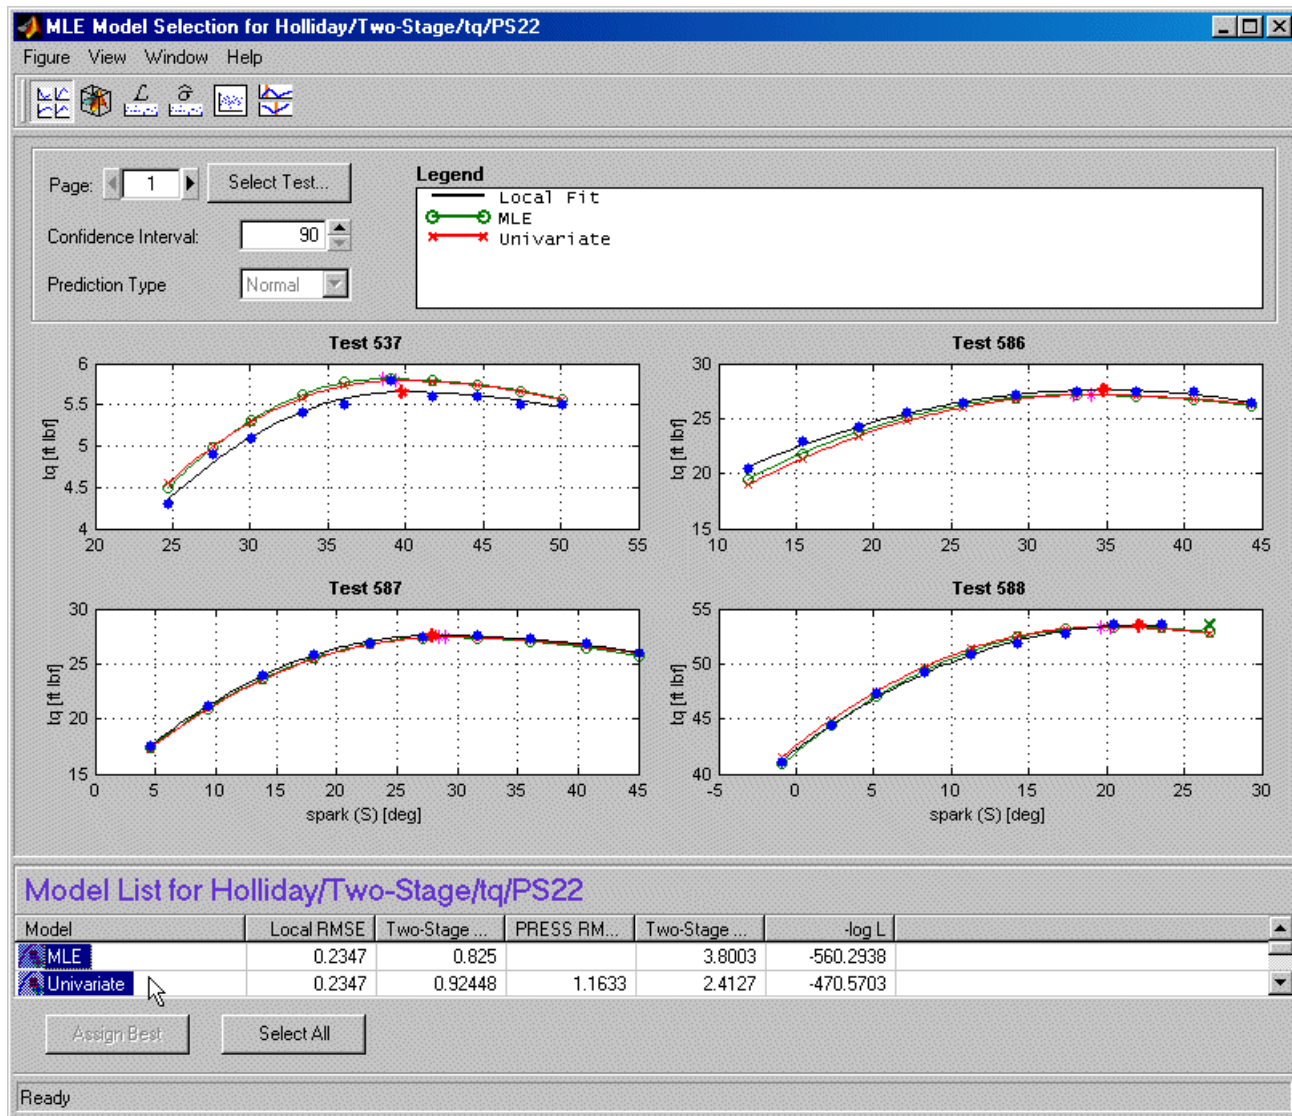 MLE Model Selection for Holliday/Two-Stage/tq/PS22
Figure View Window Help
Page: 1 Select Test...
Confidence Interval: 90
Prediction Type Normal
Legend
Local Fit
MLE
Univariate
Test 537
tq [ft lbf]
6
5.5
5
4.5
4
20 25 30 35 40 45 50 55
Test 586
tq [ft lbf]
30
25
20
15
10 15 20 25 30 35 40 45
Test 587
tq [ft lbf]
30
25
20
15
0 5 10 15 20 25 30 35 40 45
spark (S) [deg]
Test 588
tq [ft lbf]
55
50
45
40
-5 0 5 10 15 20 25 30
spark (S) [deg]
Model List for Holliday/Two-Stage/tq/PS22
Model Local RMSE Two-Stage ... PRESS RM... Two-Stage ... -log L
MLE 0.2347 0.825 3.8003 -560.2938
Univariate 0.2347 0.92448 1.1633 2.4127 -470.5703
Assign Best Select All
Ready